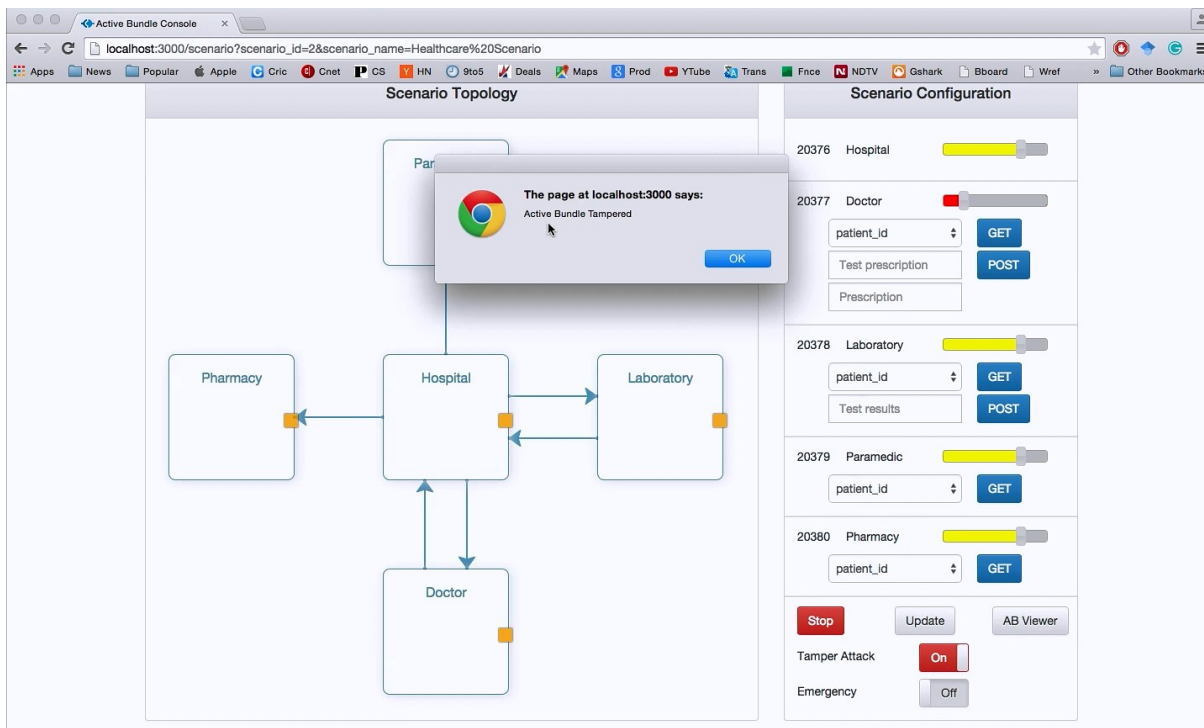 Active Bundle Console
localhost:3000/scenario?scenario_id=2&scenario_name=Healthcare%20Scenario
Apps News Popular Apple Cric Cnet CS HN 9to5 Deals Maps Prod YTube Trans Fnce NDTV Gshark Bboard Wref » Other Bookmarks
Scenario Topology
Pharmacy
Hospital
Laboratory
Doctor
The page at localhost:3000 says:
Active Bundle Tampered
OK
Scenario Configuration
20376 Hospital
20377 Doctor
patient_id GET
Test prescription POST
Prescription
20378 Laboratory
patient_id GET
Test results POST
20379 Paramedic
patient_id GET
20380 Pharmacy
patient_id GET
Stop Update AB Viewer
Tamper Attack On
Emergency Off